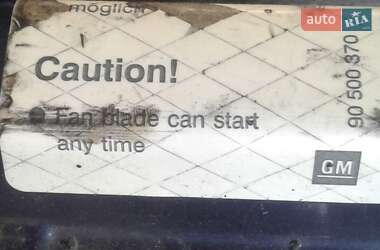 möglich
Caution!
Fan blade can start
any time
90 500 370
GM
auto RIA